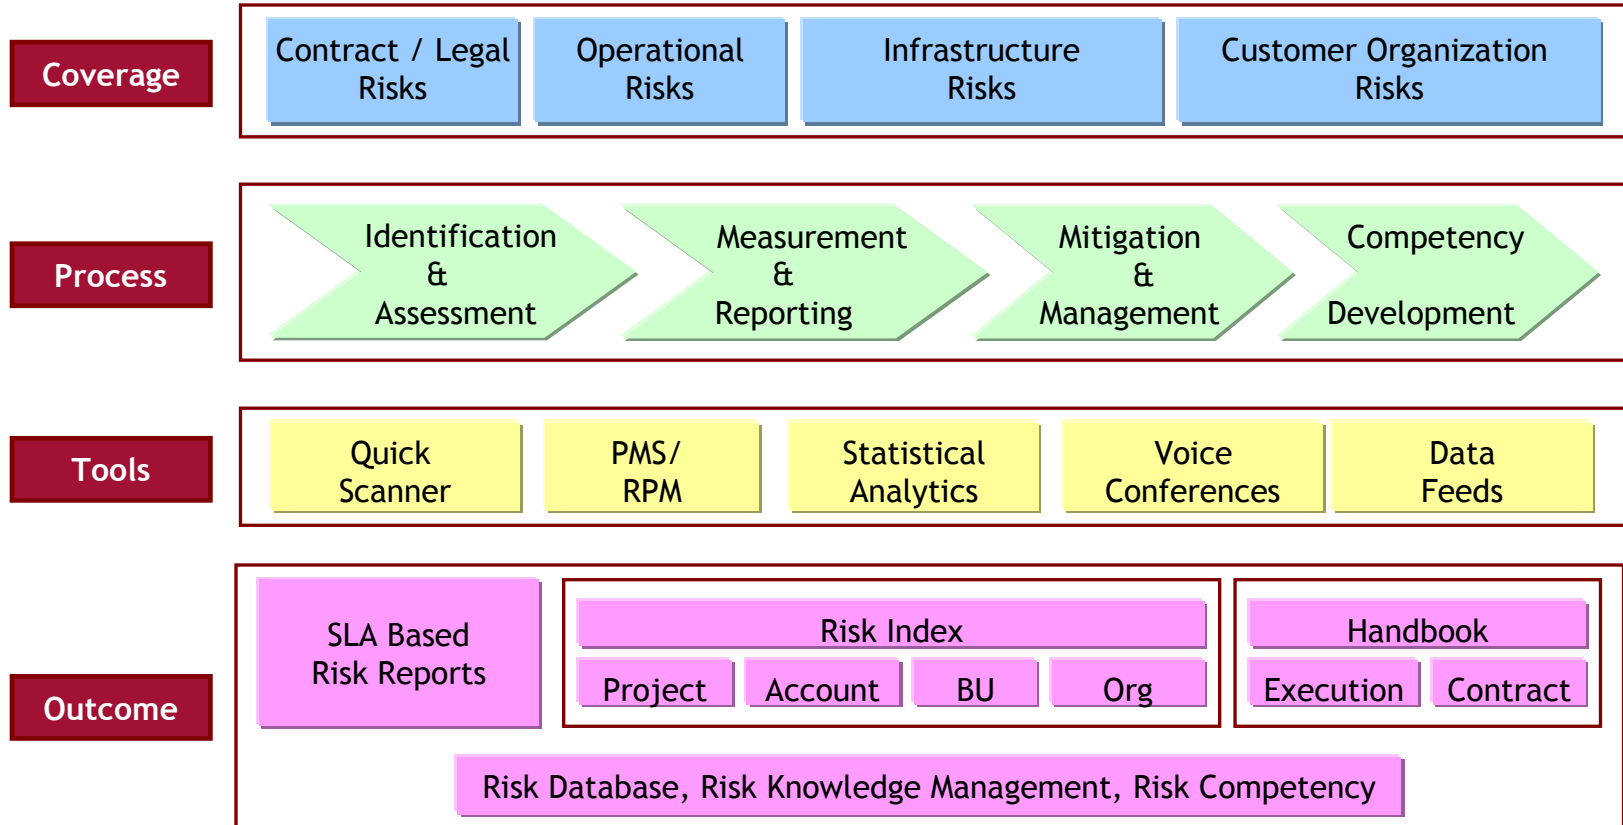 Coverage
Contract / Legal
Risks
Operational
Risks
Infrastructure
Risks
Customer Organization
Risks
Process
Identification
&
Assessment
Measurement
&
Reporting
Mitigation
&
Management
Competency
Development
Tools
Quick
Scanner
PMS/
RPM
Statistical
Analytics
Voice
Conferences
Data
Feeds
Outcome
SLA Based
Risk Reports
Risk Index
Project
Account
BU
Org
Handbook
Execution
Contract
Risk Database, Risk Knowledge Management, Risk Competency